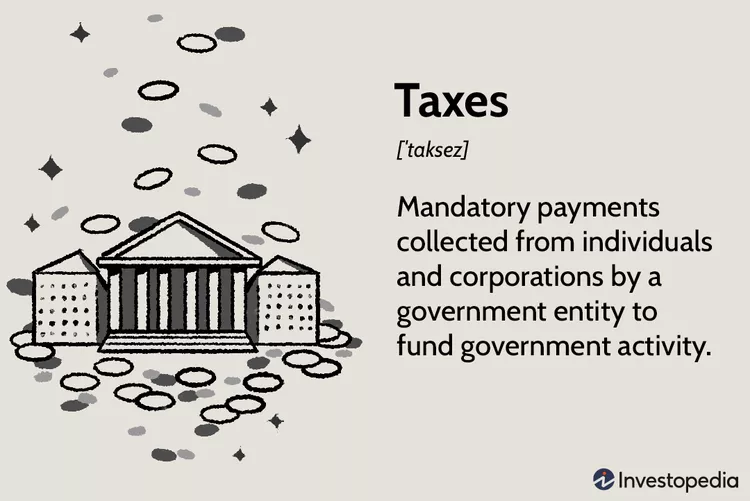 Taxes
['taksez]
Mandatory payments
collected from individuals
and corporations by a
government entity to
fund government activity.
Investopedia